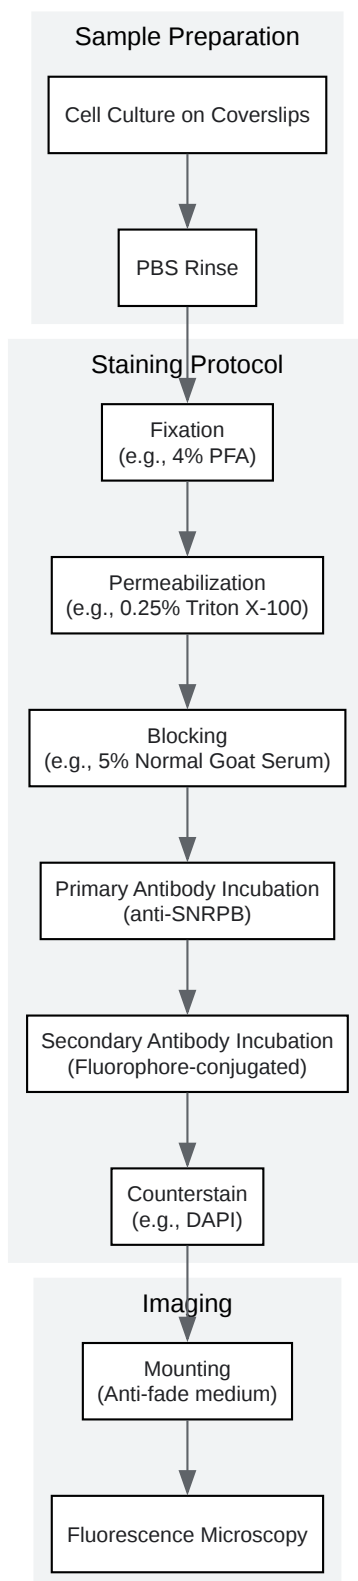 Sample Preparation
Cell Culture on Coverslips
PBS Rinse
Staining Protocol
Fixation
(e.g., 4% PFA)
Permeabilization
(e.g., 0.25% Triton X-100)
Blocking
(e.g., 5% Normal Goat Serum)
Primary Antibody Incubation
(anti-SNRPB)
Secondary Antibody Incubation
(Fluorophore-conjugated)
Counterstain
(e.g., DAPI)
Imaging
Mounting
(Anti-fade medium)
Fluorescence Microscopy